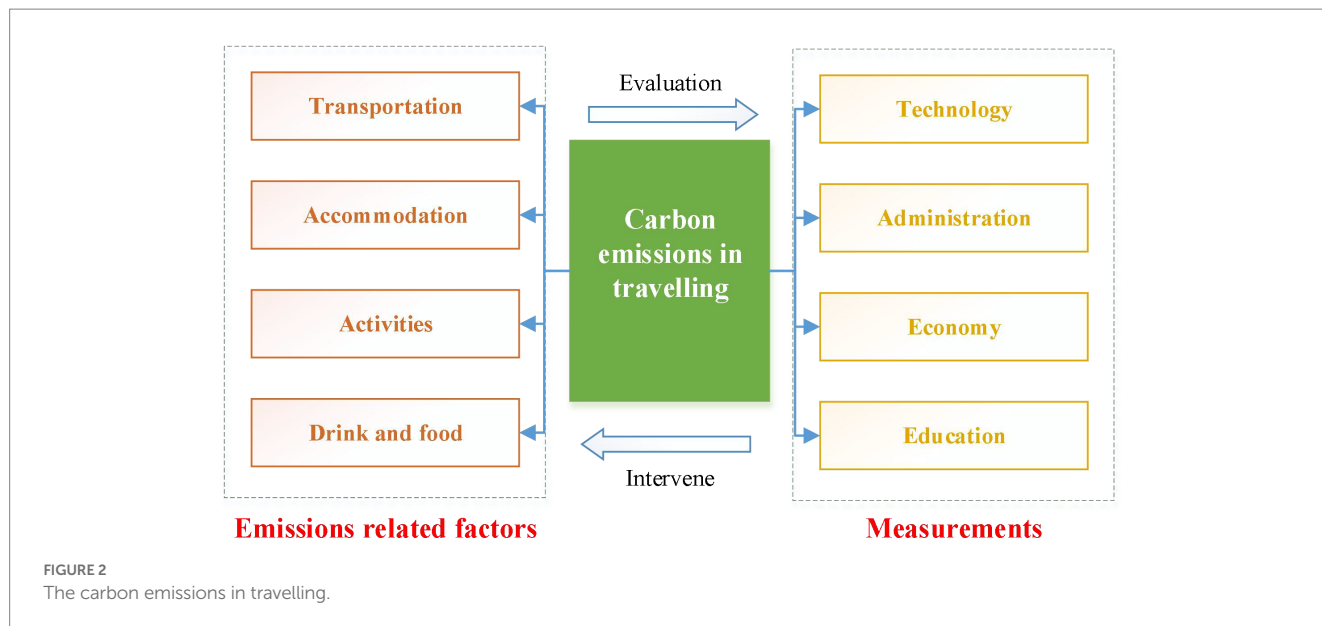 Transportation
Accommodation
Activities
Drink and food
Emissions related factors
Evaluation
Carbon
emissions in
travelling
Intervene
Technology
Administration
Economy
Education
Measurements
FIGURE 2
The carbon emissions in travelling.